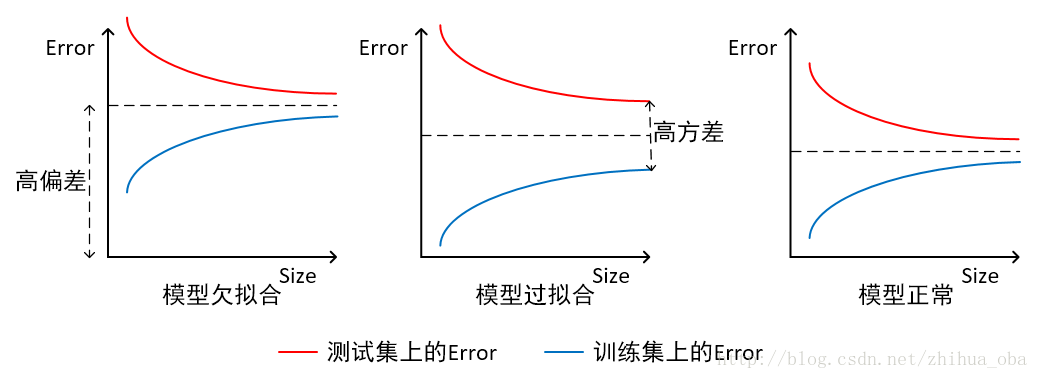 Error
高偏差
Size
模型欠拟合
Error
高方差
Size
模型过拟合
Error
Size
模型正常
测试集上的Error
训练集上的Error
http://blog.csdn.net/zhihua_oba